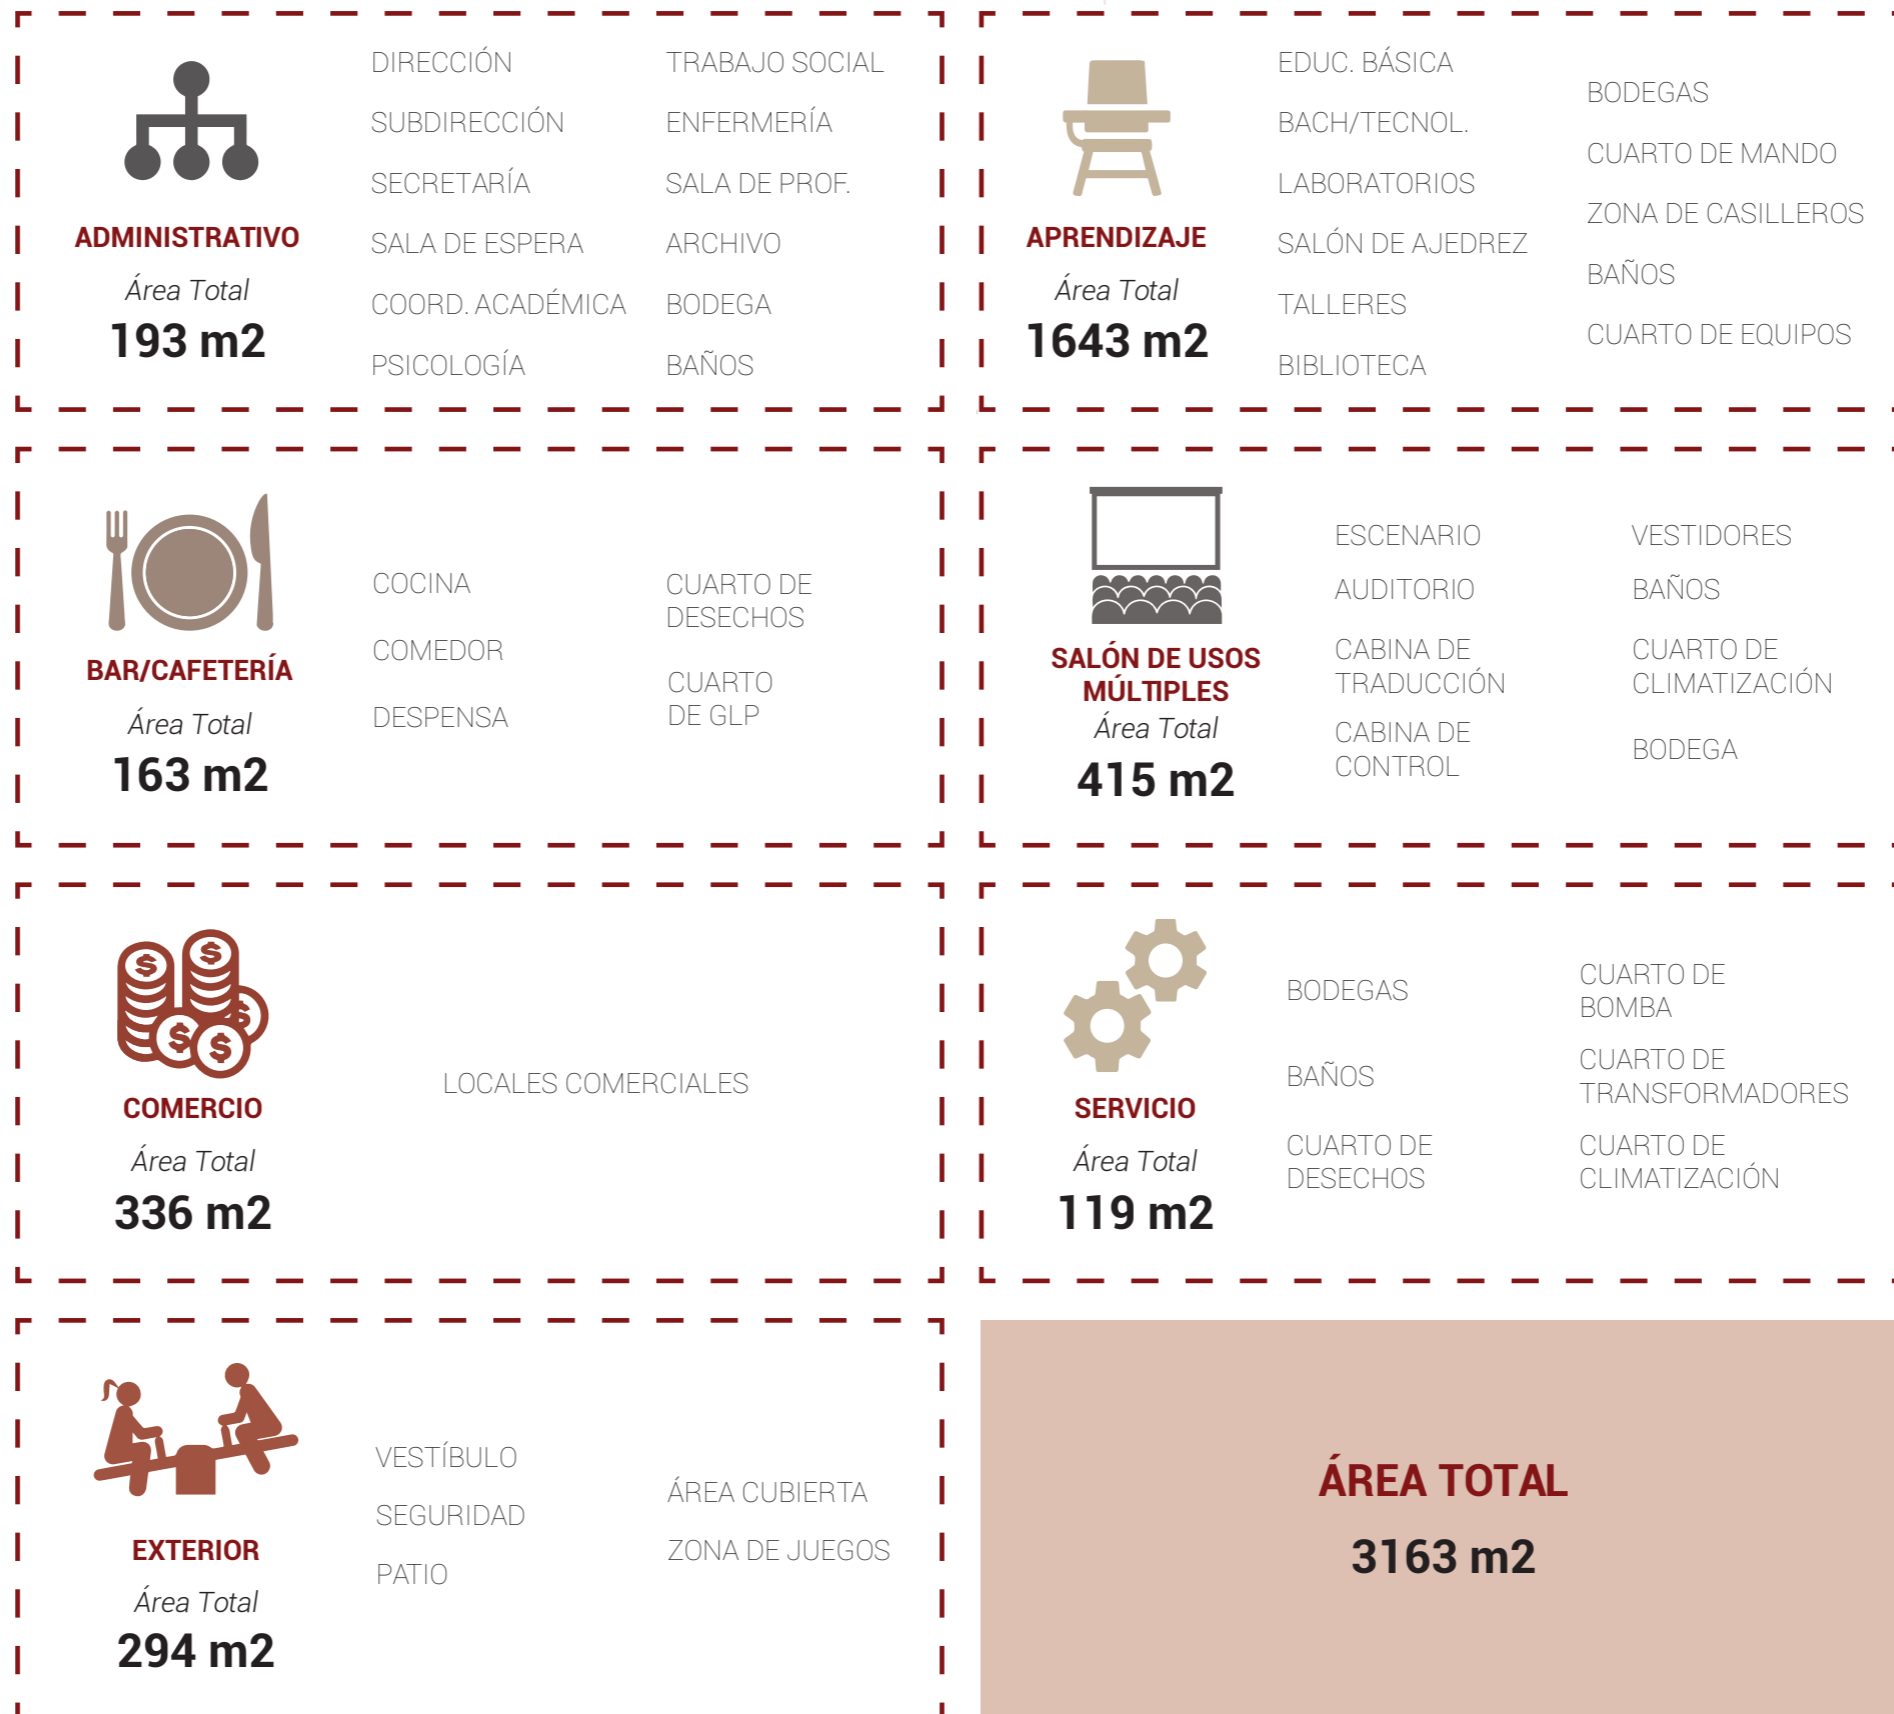 ADMINISTRATIVO
Área Total
193 m2
DIRECCIÓN
SUBDIRECCIÓN
SECRETARÍA
SALA DE ESPERA
COORD. ACADÉMICA
PSICOLOGÍA
TRABAJO SOCIAL
ENFERMERÍA
SALA DE PROF.
ARCHIVO
BODEGA
BAÑOS
APRENDIZAJE
Área Total
1643 m2
EDUC. BÁSICA
BACH/TECNOL.
LABORATORIOS
SALÓN DE AJEDREZ
TALLERES
BIBLIOTECA
BODEGAS
CUARTO DE MANDO
ZONA DE CASILLEROS
BAÑOS
CUARTO DE EQUIPOS
BAR/CAFETERÍA
Área Total
163 m2
COCINA
COMEDOR
DESPENSA
CUARTO DE
DESECHOS
CUARTO
DE GLP
SALÓN DE USOS
MÚLTIPLES
Área Total
415 m2
ESCENARIO
AUDITORIO
CABINA DE
TRADUCCIÓN
CABINA DE
CONTROL
VESTIDORES
BAÑOS
CUARTO DE
CLIMATIZACIÓN
BODEGA
$
$
$
$
$
COMERCIO
Área Total
336 m2
LOCALES COMERCIALES
SERVICIO
Área Total
119 m2
BODEGAS
BAÑOS
CUARTO DE
DESECHOS
CUARTO DE
BOMBA
CUARTO DE
TRANSFORMADORES
CUARTO DE
CLIMATIZACIÓN
EXTERIOR
Área Total
294 m2
VESTÍBULO
SEGURIDAD
PATIO
ÁREA CUBIERTA
ZONA DE JUEGOS
ÁREA TOTAL
3163 m2